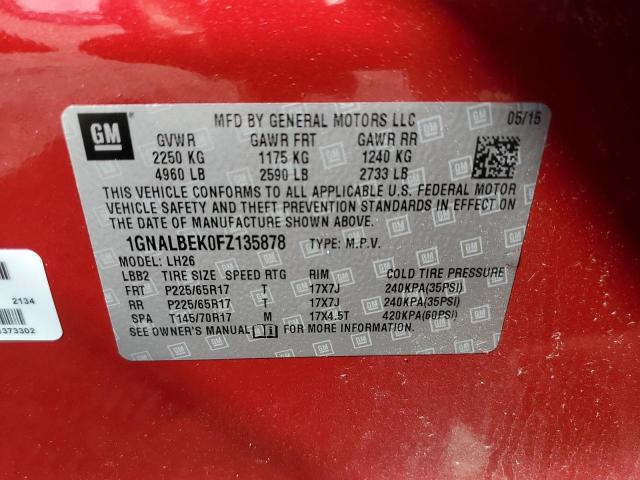 GM
MFD BY GENERAL MOTORS LLC 05/15
GVWR GAWR FRT GAWR RR
2250 KG 1175 KG 1240 KG
4960 LB 2590 LB 2733 LB
THIS VEHICLE CONFORMS TO ALL APPLICABLE U.S. FEDERAL MOTOR
VEHICLE SAFETY AND THEFT PREVENTION STANDARDS IN EFFECT ON
THE DATE OF MANUFACTURE SHOWN ABOVE.
1GNALBEK0FZ135878 TYPE: M.P.V.
MODEL: LH26
LBB2 TIRE SIZE SPEED RTG RIM COLD TIRE PRESSURE
FRT P225/65R17 T 17X7J 240KPA(35PSI)
RR P225/65R17 T 17X7J 240KPA(35PSI)
SPA T145/70R17 M 17X4.5T 420KPA(60PSI)
SEE OWNER'S MANUAL FOR MORE INFORMATION
2134
1373302